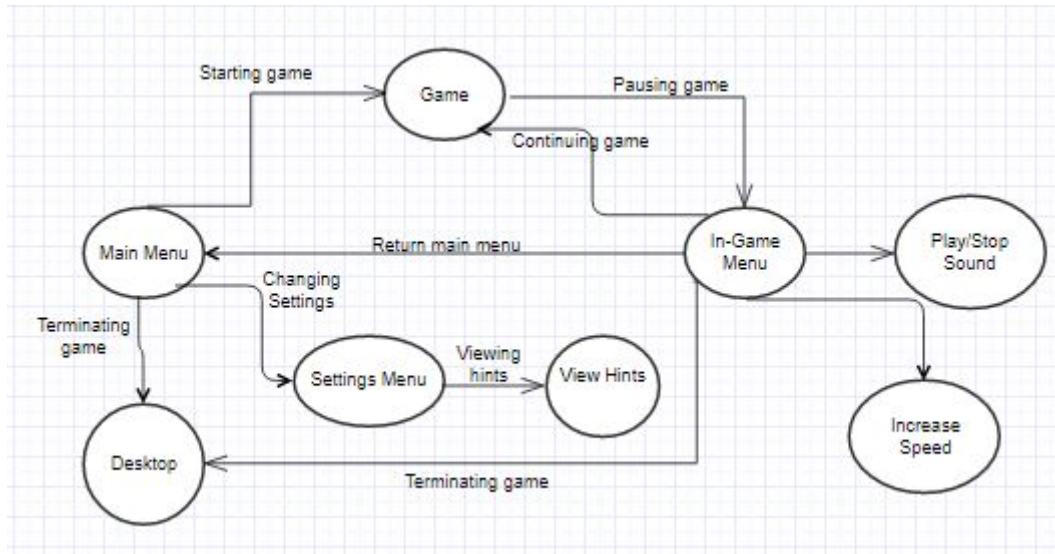 Starting game
Game
Pausing game
Continuing game
Main Menu
Return main menu
In-Game
Menu
Play/Stop
Sound
Changing
Settings
Terminating
game
Settings Menu
Viewing
hints
View Hints
Increase
Speed
Desktop
Terminating game